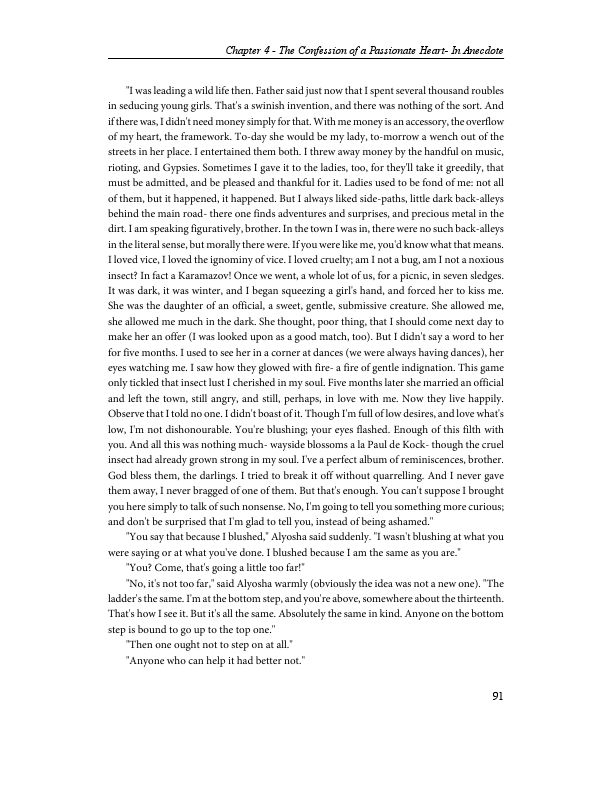 Chapter 4 - The Confession of a Passionate Heart- In Anecdote
"I was leading a wild life then. Father said just now that I spent several thousand roubles
in seducing young girls. That's a swinish invention, and there was nothing of the sort. And
if there was, I didn't need money simply for that. With me money is an accessory, the overflow
of my heart, the framework. To-day she would be my lady, to-morrow a wench out of the
streets in her place. I entertained them both. I threw away money by the handful on music,
rioting, and Gypsies. Sometimes I gave it to the ladies, too, for they'll take it greedily, that
must be admitted, and be pleased and thankful for it. Ladies used to be fond of me: not all
of them, but it happened, it happened. But I always liked side-paths, little dark back-alleys
behind the main road- there one finds adventures and surprises, and precious metal in the
dirt. I am speaking figuratively, brother. In the town I was in, there were no such back-alleys
in the literal sense, but morally there were. If you were like me, you'd know what that means.
I loved vice, I loved the ignominy of vice. I loved cruelty; am I not a bug, am I not a noxious
insect? In fact a Karamazov! Once we went, a whole lot of us, for a picnic, in seven sledges.
It was dark, it was winter, and I began squeezing a girl's hand, and forced her to kiss me.
She was the daughter of an official, a sweet, gentle, submissive creature. She allowed me,
she allowed me much in the dark. She thought, poor thing, that I should come next day to
make her an offer (I was looked upon as a good match, too). But I didn't say a word to her
for five months. I used to see her in a corner at dances (we were always having dances), her
eyes watching me. I saw how they glowed with fire- a fire of gentle indignation. This game
only tickled that insect lust I cherished in my soul. Five months later she married an official
and left the town, still angry, and still, perhaps, in love with me. Now they live happily.
Observe that I told no one. I didn't boast of it. Though I'm full of low desires, and love what's
low, I'm not dishonourable. You're blushing; your eyes flashed. Enough of this filth with
you. And all this was nothing much- wayside blossoms a la Paul de Kock- though the cruel
insect had already grown strong in my soul. I've a perfect album of reminiscences, brother.
God bless them, the darlings. I tried to break it off without quarrelling. And I never gave
them away, I never bragged of one of them. But that's enough. You can't suppose I brought
you here simply to talk of such nonsense. No, I'm going to tell you something more curious;
and don't be surprised that I'm glad to tell you, instead of being ashamed."
"You say that because I blushed," Alyosha said suddenly. "I wasn't blushing at what you
were saying or at what you've done. I blushed because I am the same as you are."
"You? Come, that's going a little too far!"
"No, it's not too far," said Alyosha warmly (obviously the idea was not a new one). "The
ladder's the same. I'm at the bottom step, and you're above, somewhere about the thirteenth.
That's how I see it. But it's all the same. Absolutely the same in kind. Anyone on the bottom
step is bound to go up to the top one."
"Then one ought not to step on at all."
"Anyone who can help it had better not."
91